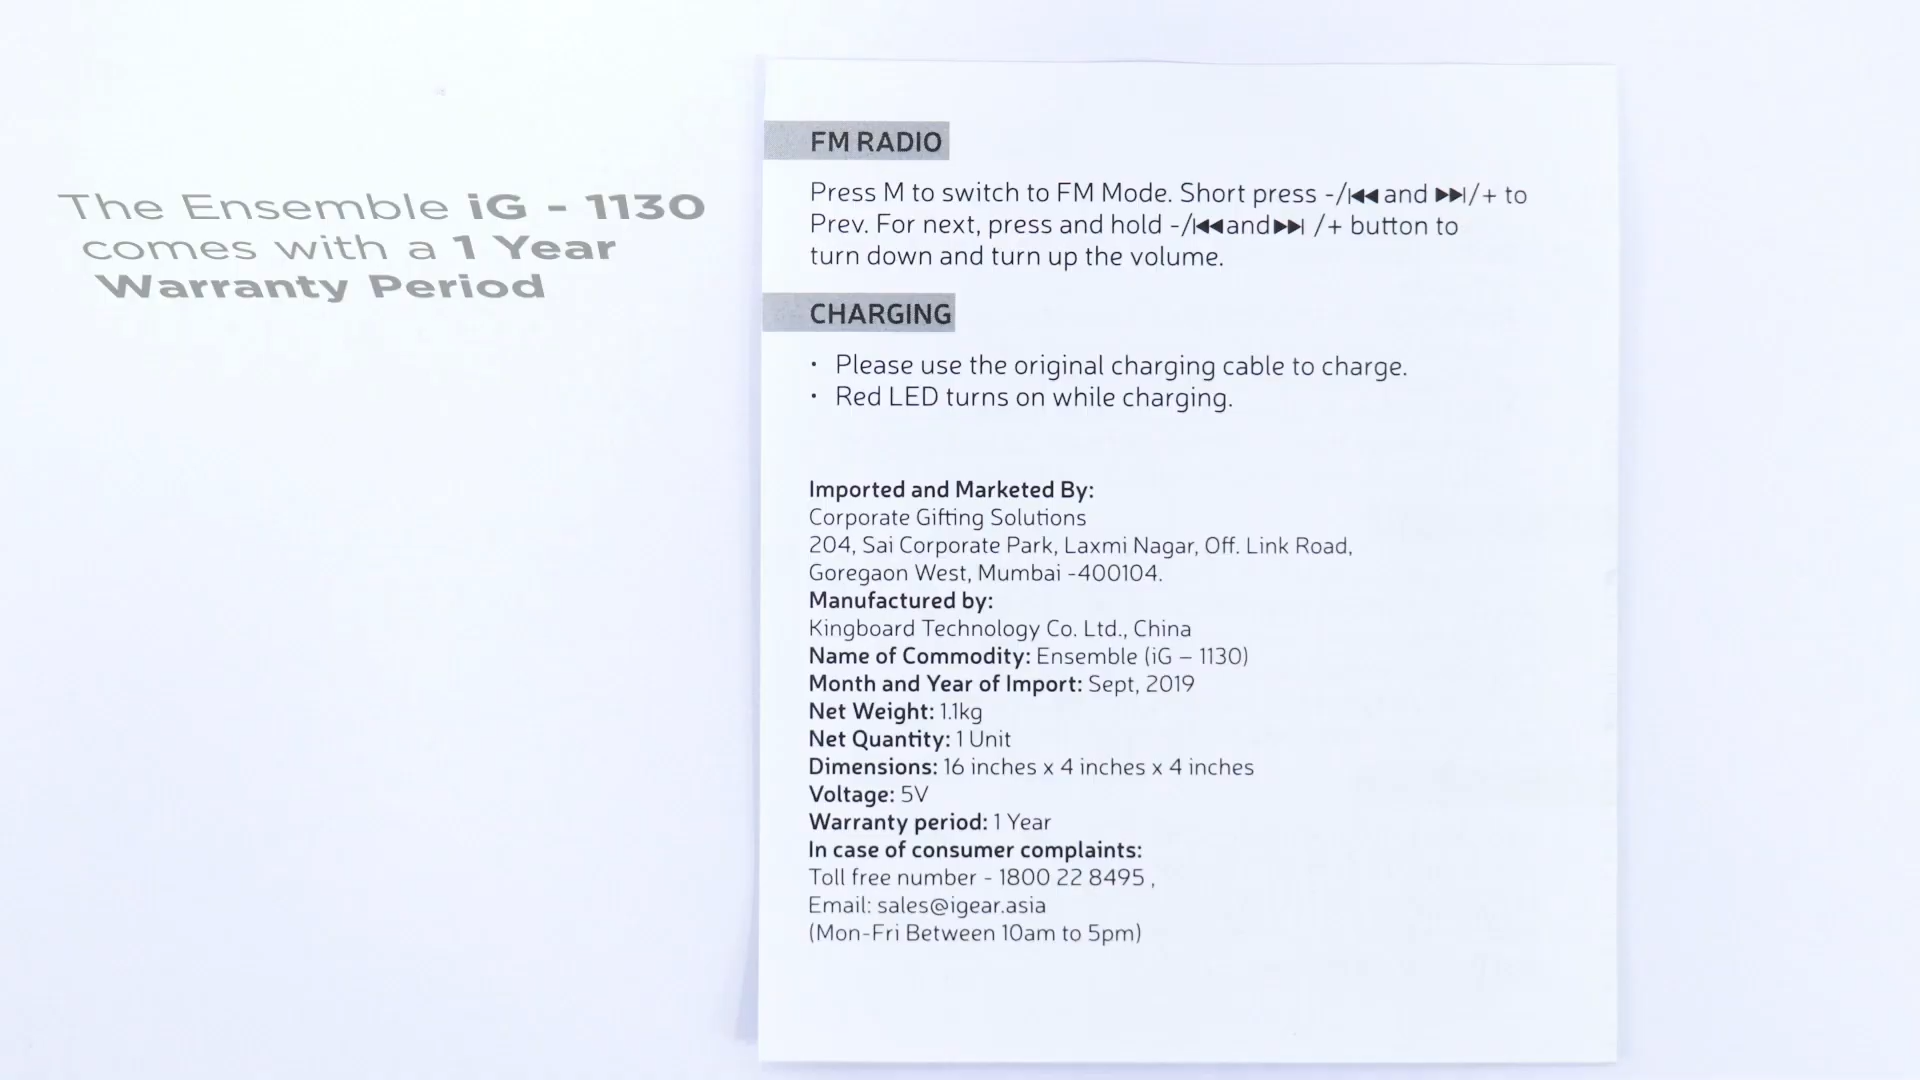 The Ensemble iG - 1130
comes with a 1 Year
Warranty Period
FM RADIO
Press M to switch to FM Mode. Short press -/|◀◀ and ▶▶|/+ to
Prev. For next, press and hold -/|◀◀and▶▶| /+ button to
turn down and turn up the volume.
CHARGING
• Please use the original charging cable to charge.
• Red LED turns on while charging.
Imported and Marketed By:
Corporate Gifting Solutions
204, Sai Corporate Park, Laxmi Nagar, Off. Link Road,
Goregaon West, Mumbai -400104.
Manufactured by:
Kingboard Technology Co. Ltd., China
Name of Commodity: Ensemble (iG – 1130)
Month and Year of Import: Sept, 2019
Net Weight: 1.1kg
Net Quantity: 1 Unit
Dimensions: 16 inches x 4 inches x 4 inches
Voltage: 5V
Warranty period: 1 Year
In case of consumer complaints:
Toll free number - 1800 22 8495 ,
Email: sales@igear.asia
(Mon-Fri Between 10am to 5pm)